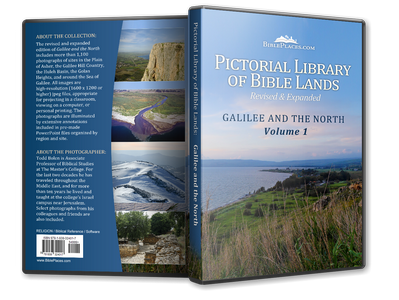 ABOUT THE COLLECTION:
The revised and expanded
edition of Galilee and the North
includes more than 1,100
photographs of sites in the Plain
of Asher, the Galilee Hill Country,
the Huleh Basin, the Golan
Heights, and around the Sea of
Galilee. All images are
high-resolution (1600 x 1200 or
higher) jpeg files, appropriate
for projecting in a classroom,
viewing on a computer, or
personal printing. The
photographs are illuminated
by extensive annotations
included in pre-made
PowerPoint files organized by
region and site.
ABOUT THE PHOTOGRAPHER:
Todd Bolen is Associate
Professor of Biblical Studies
at The Master's College. For
the last two decades he has
traveled throughout the
Middle East, and for more
than ten years he lived and
taught at the college's Israel
campus near Jerusalem.
Select photographs from his
colleagues and friends are
also included.
RELIGION / Biblical Reference / Software
www.BiblePlaces.com
Pictorial Library of Bible Lands:
Galilee and the North
BIBLEPLACES.COM
PICTORIAL LIBRARY
OF BIBLE LANDS
Revised & Expanded
GALILEE AND THE NORTH
Volume 1